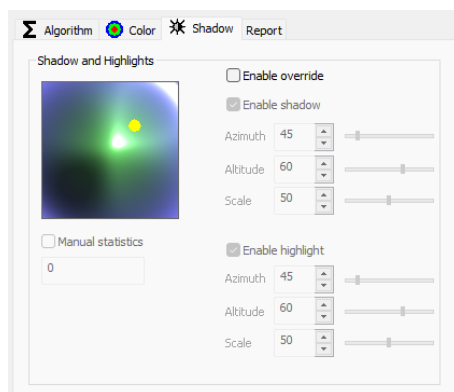 Σ Algorithm Color Shadow Report
Shadow and Highlights
Enable override
Enable shadow
Azimuth 45
Altitude 60
Scale 50
Manual statistics
0
Enable highlight
Azimuth 45
Altitude 60
Scale 50